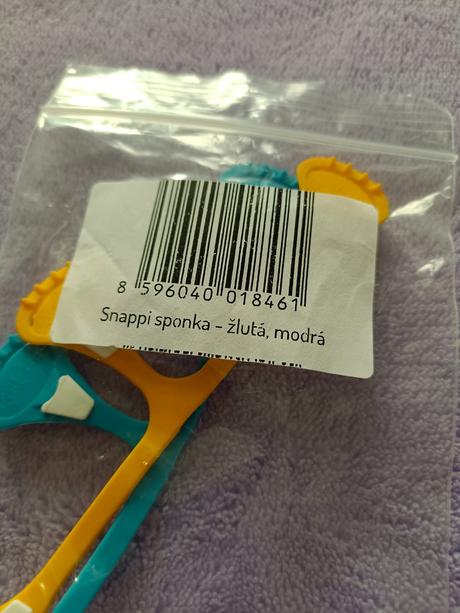 8 596040 018461
Snappi sponka - žlutá, modrá